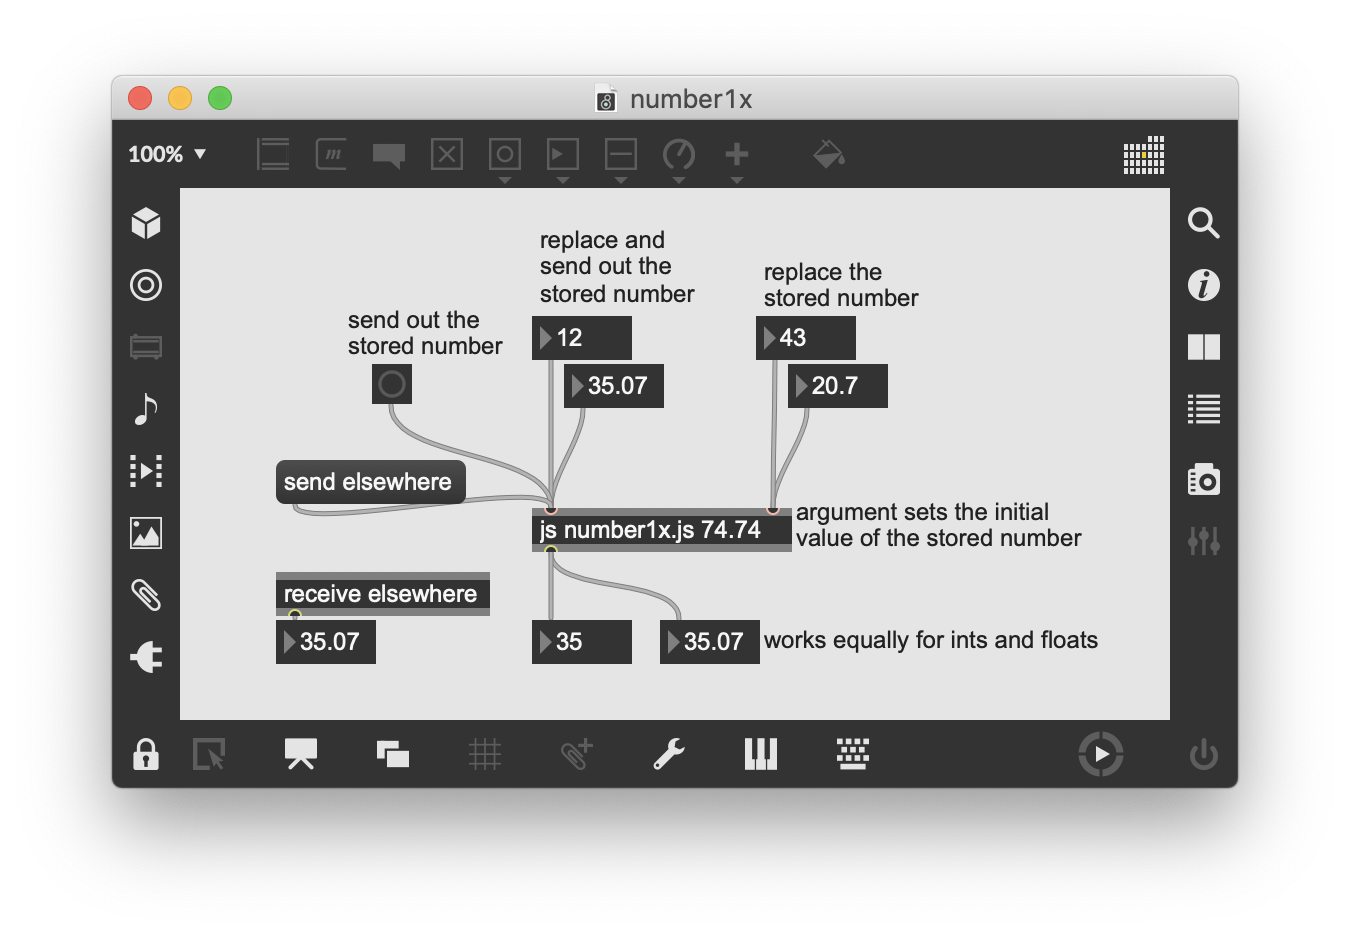 number1x
100%
m
replace and
send out the
stored number
replace the
stored number
send out the
stored number
12
43
35.07
20.7
send elsewhere
js number1x.js 74.74
argument sets the initial
value of the stored number
receive elsewhere
35.07
35
35.07
works equally for ints and floats